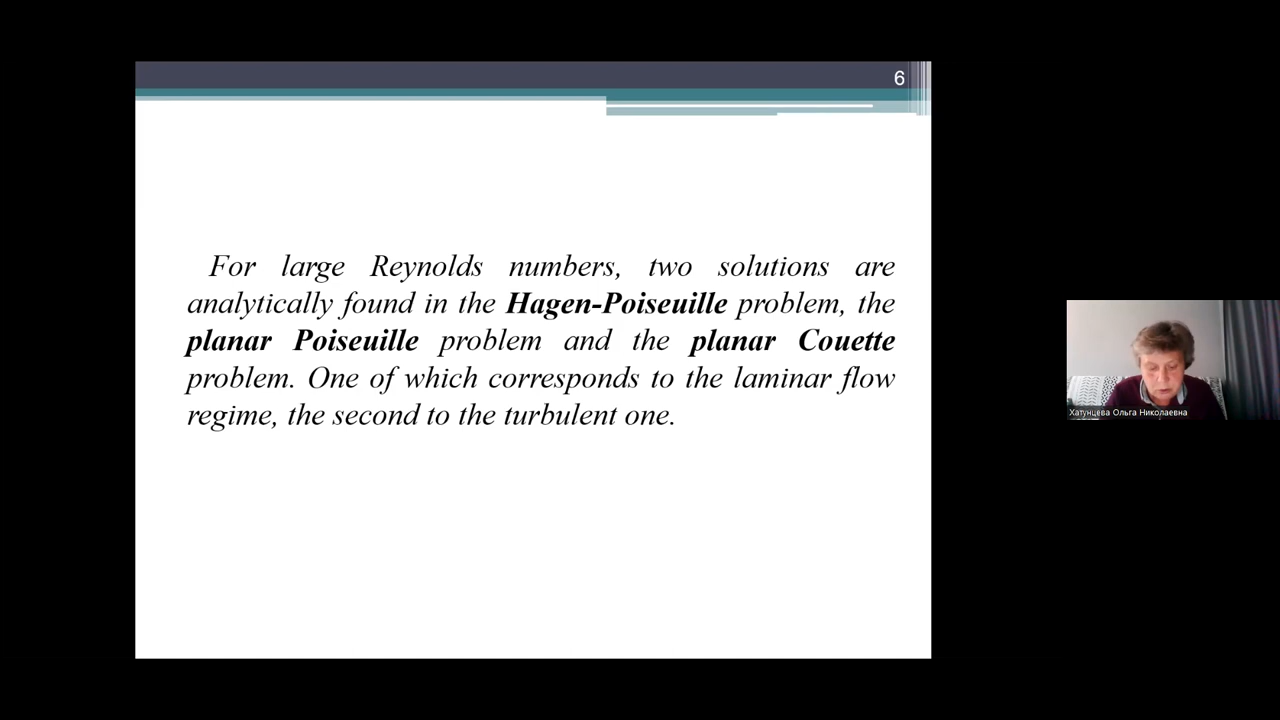 6
For large Reynolds numbers, two solutions are
analytically found in the Hagen-Poiseuille problem, the
planar Poiseuille problem and the planar Couette
problem. One of which corresponds to the laminar flow
regime, the second to the turbulent one.
Хатунцева Ольга Николаевна